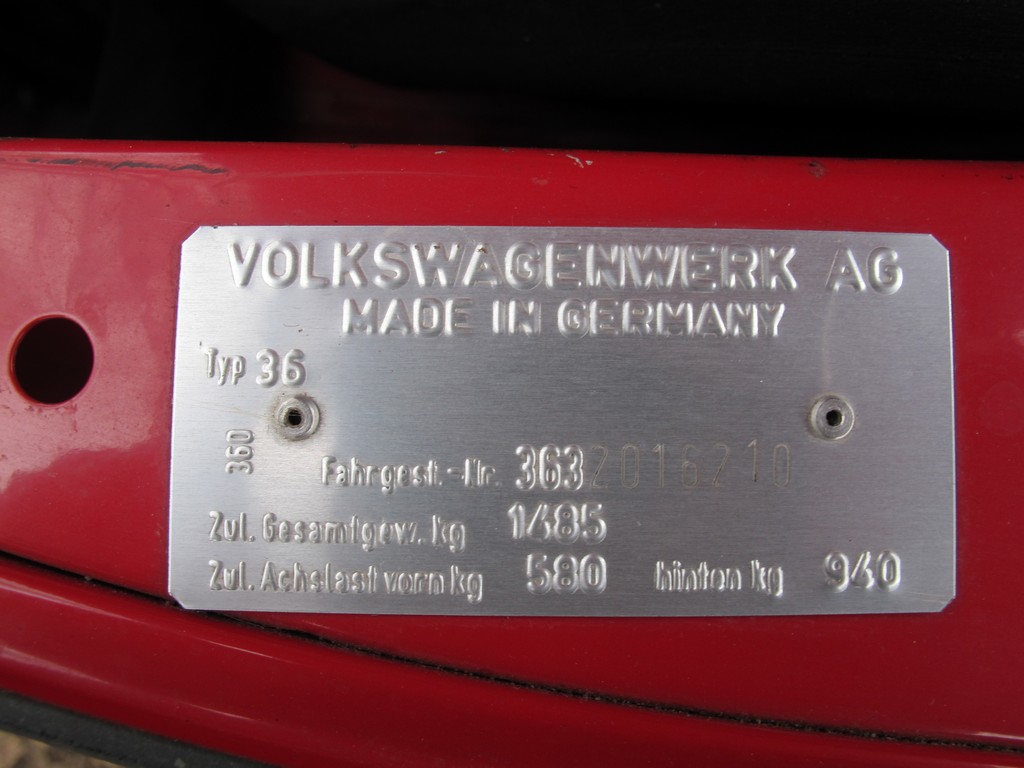 VOLKSWAGENWERK AG
MADE IN GERMANY
Typ 36
360
Fahrgest.-Nr. 3632016210
Zul. Gesamtgew. kg 1485
Zul. Achslast vorn kg 580 hinten kg 940